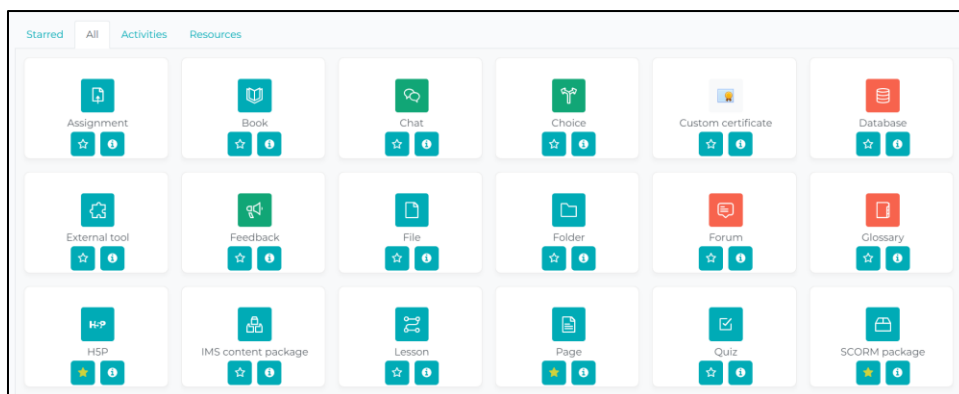 Starred All Activities Resources
Assignment Book Chat Choice Custom certificate Database
External tool Feedback File Folder Forum Glossary
H5P
H5P IMS content package Lesson Page Quiz SCORM package